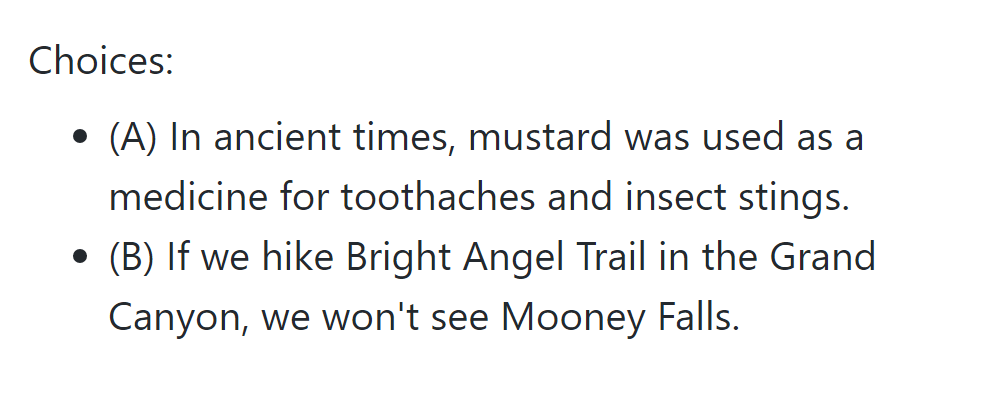 Choices:
(A) In ancient times, mustard was used as a
medicine for toothaches and insect stings.
(B) If we hike Bright Angel Trail in the Grand
Canyon, we won't see Mooney Falls.